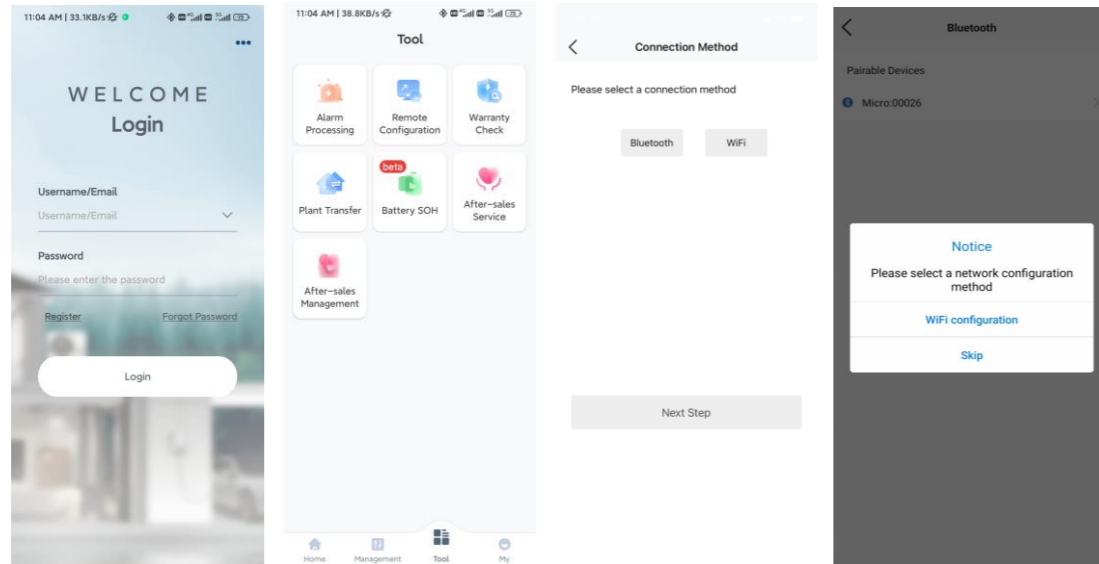 11:04 AM | 33.1KB/s
•••
WELCOME
Login
Username/Email
Username/Email
Password
Please enter the password
Register Forgot Password
Login
11:04 AM | 38.8KB/s
Tool
Alarm
Processing
Remote
Configuration
Warranty
Check
Plant Transfer
beta
Battery SOH
After-sales
Service
After-sales
Management
Home Management Tool My
Connection Method
Please select a connection method
Bluetooth WiFi
Next Step
Bluetooth
Pairable Devices
Micro:00026
Notice
Please select a network configuration
method
WiFi configuration
Skip